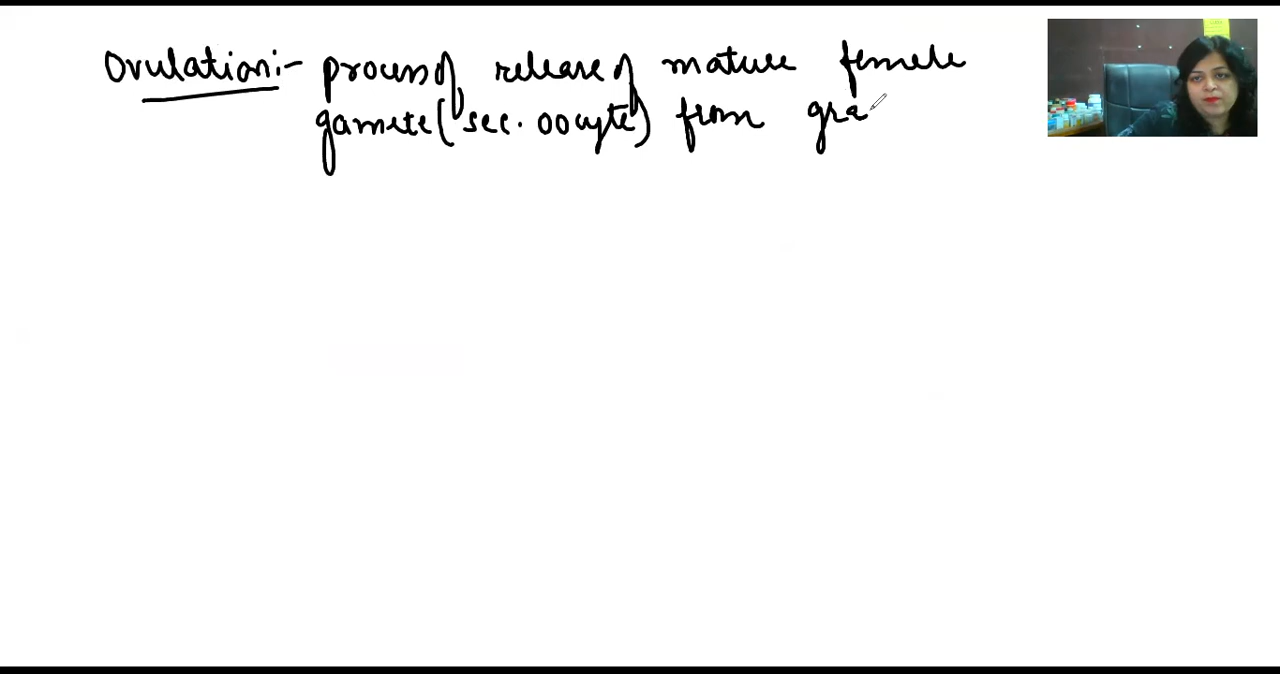 Ovulation:- process of release of mature female
gamete (sec. oocyte) from gra